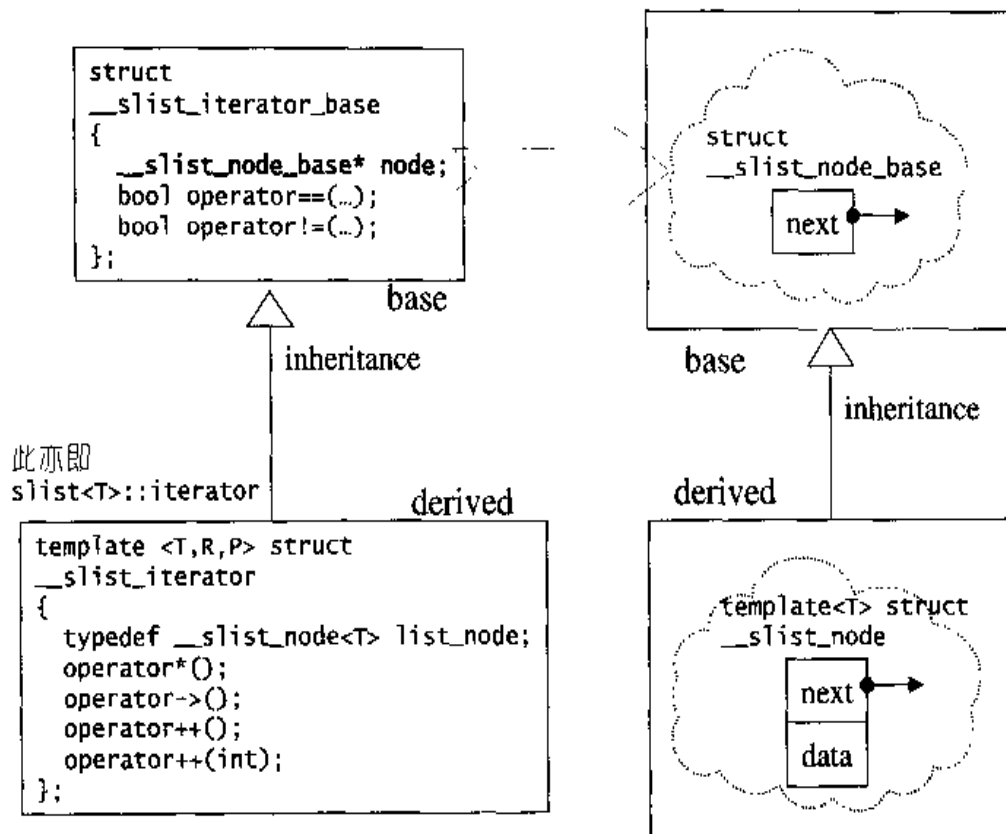 struct
__slist_iterator_base
{
__slist_node_base* node;
bool operator==(…);
bool operator!=(…);
};
base
inheritance
此亦即
slist<T>::iterator
derived
template <T,R,P> struct
__slist_iterator
{
typedef __slist_node<T> list_node;
operator*();
operator->();
operator++();
operator++(int);
};
struct
__slist_node_base
next
base
inheritance
derived
template<T> struct
__slist_node
next
data